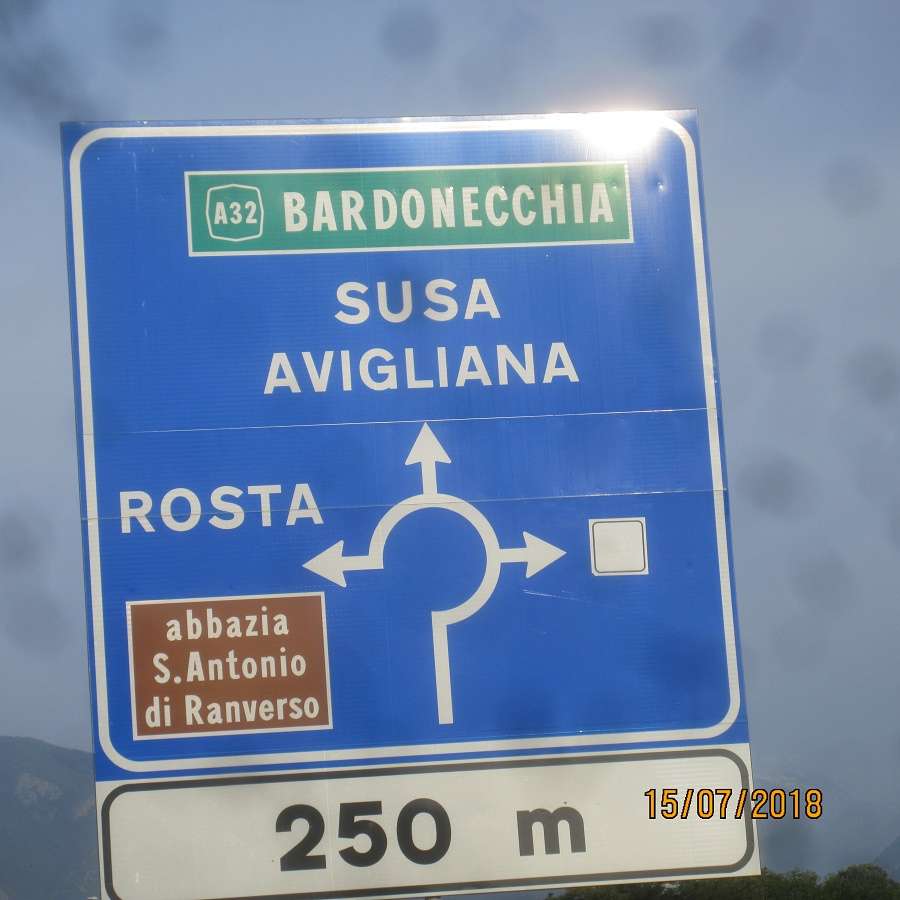 A32 BARDONECCHIA
SUSA
AVIGLIANA
ROSTA
abbazia
S.Antonio
di Ranverso
250 m
15/07/2018